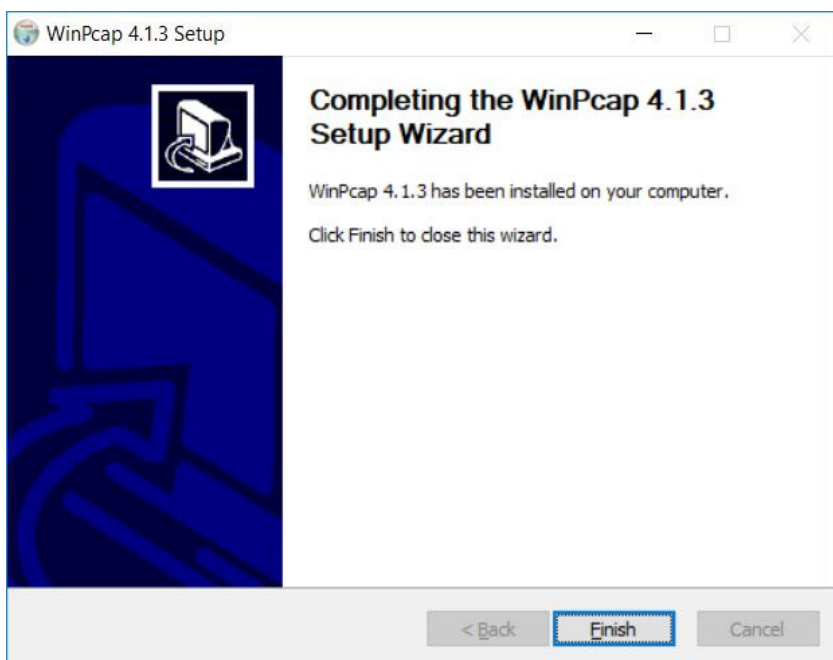 WinPcap 4.1.3 Setup
Completing the WinPcap 4.1.3
Setup Wizard
WinPcap 4.1.3 has been installed on your computer.
Click Finish to close this wizard.
< Back Finish Cancel